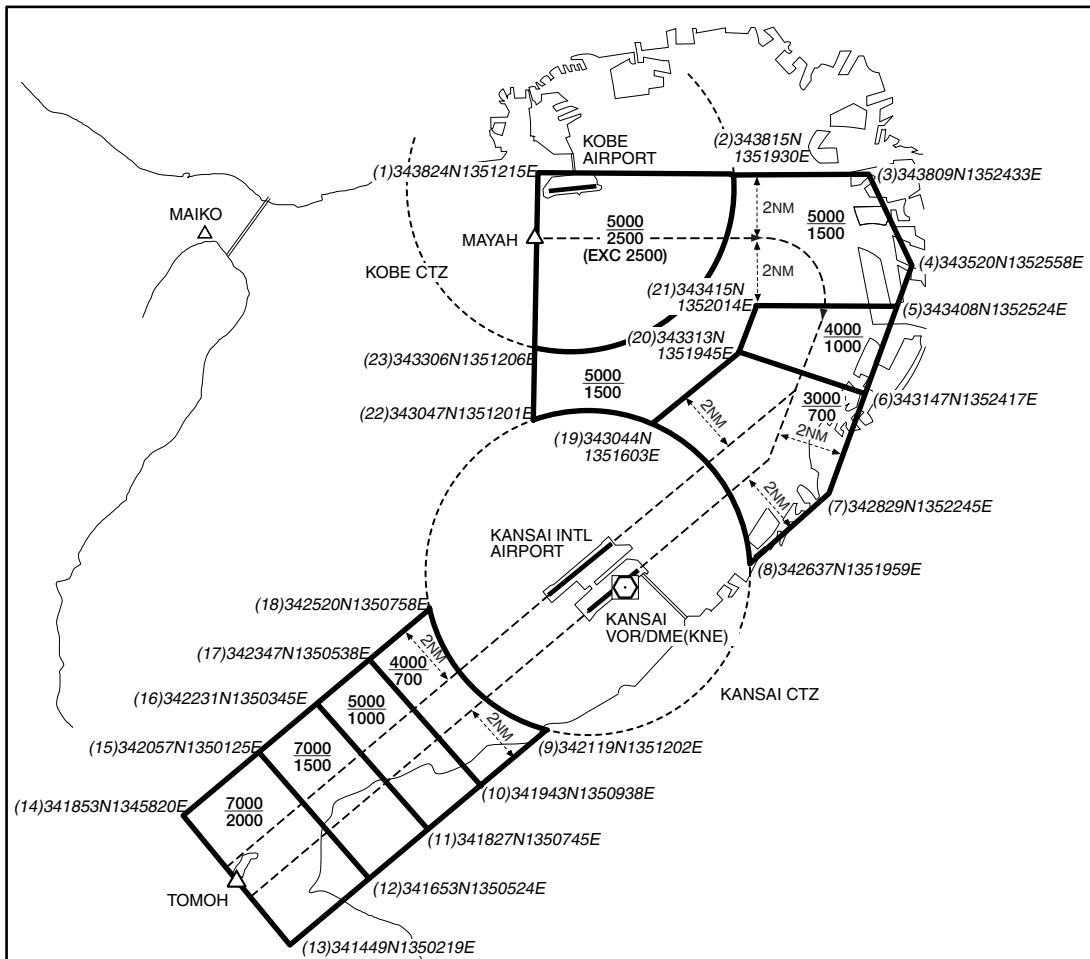 KOBE
AIRPORT
(2)343815N
1351930E
(1)343824N1351215E
(3)343809N1352433E
MAIKO
2NM
5000
1500
5000
2500
(EXC 2500)
MAYAH
2NM
(4)343520N1352558E
KOBE CTZ
(21)343415N
1352014E
(5)343408N1352524E
(20)343313N
1351945E
4000
1000
(23)343306N1351206E
5000
1500
(6)343147N1352417E
3000
700
2NM
2NM
(22)343047N1351201E
(19)343044N
1351603E
2NM
(7)342829N1352245E
KANSAI INTL
AIRPORT
(8)342637N1351959E
KANSAI
VOR/DME(KNE)
(18)342520N1350758E
2NM
(17)342347N1350538E
4000
700
KANSAI CTZ
(16)342231N1350345E
5000
1000
2NM
(15)342057N1350125E
7000
1500
(9)342119N1351202E
(14)341853N1345820E
7000
2000
(10)341943N1350938E
(11)341827N1350745E
TOMOH
(12)341653N1350524E
(13)341449N1350219E